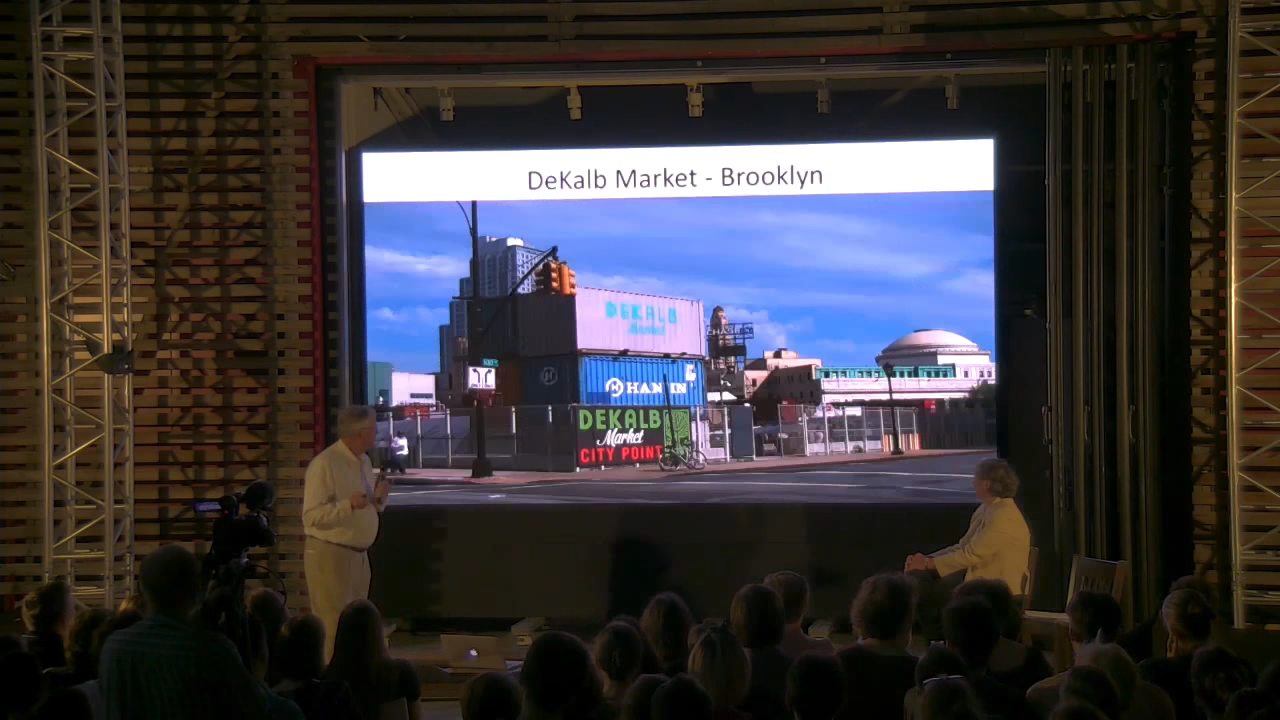 DeKalb Market - Brooklyn
DEKALB
Market
HANJIN
DEKALB
Market
CITY POINT